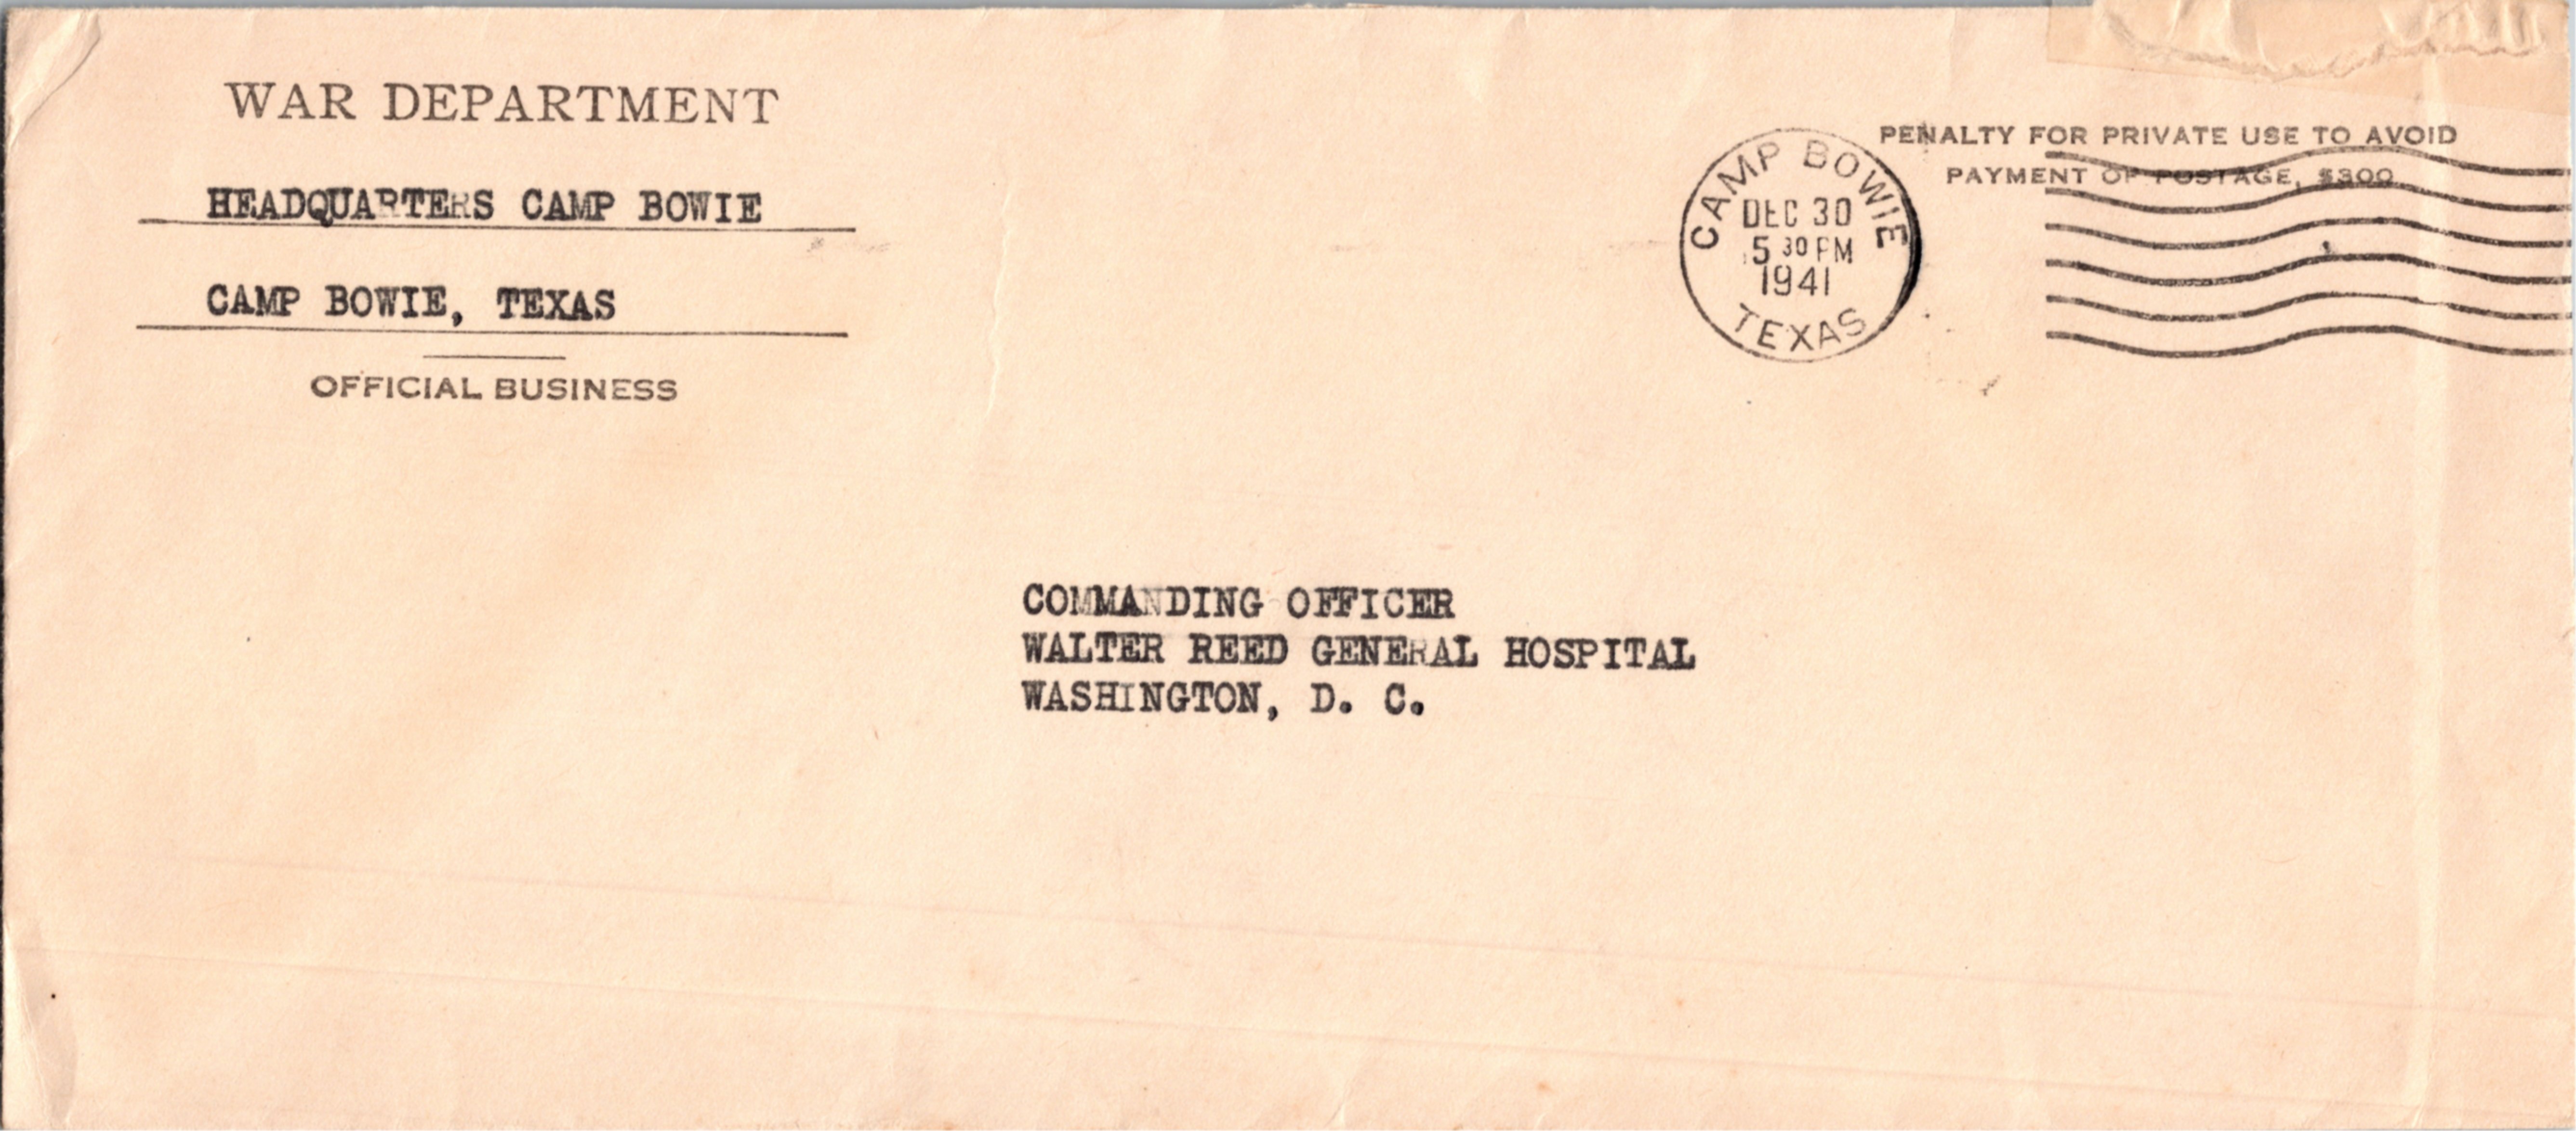 WAR DEPARTMENT
HEADQUARTERS CAMP BOWIE
CAMP BOWIE, TEXAS
OFFICIAL BUSINESS
CAMP BOWIE
DEC 30
5 30 PM
1941
TEXAS
PENALTY FOR PRIVATE USE TO AVOID
PAYMENT OF POSTAGE, $300
COMMANDING OFFICER
WALTER REED GENERAL HOSPITAL
WASHINGTON, D. C.